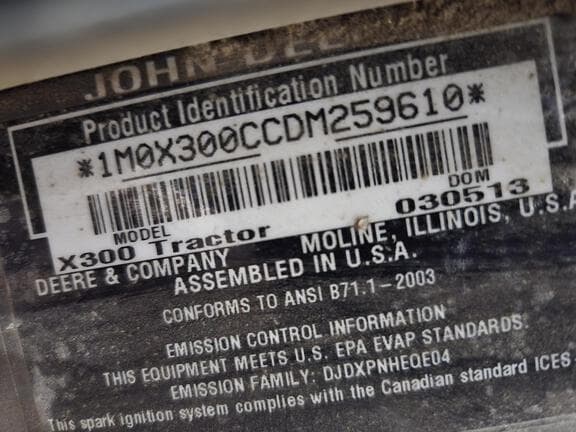 JOHN DEERE
Product Identification Number
*1M0X300CCDM259610*
MODEL DOM
X300 Tractor 030513
DEERE & COMPANY MOLINE, ILLINOIS, U.S.A
ASSEMBLED IN U.S.A.
CONFORMS TO ANSI B71.1-2003
EMISSION CONTROL INFORMATION
THIS EQUIPMENT MEETS U.S. EPA EVAP STANDARDS.
EMISSION FAMILY: DJDXPNHEQE04
This spark ignition system complies with the Canadian standard ICES